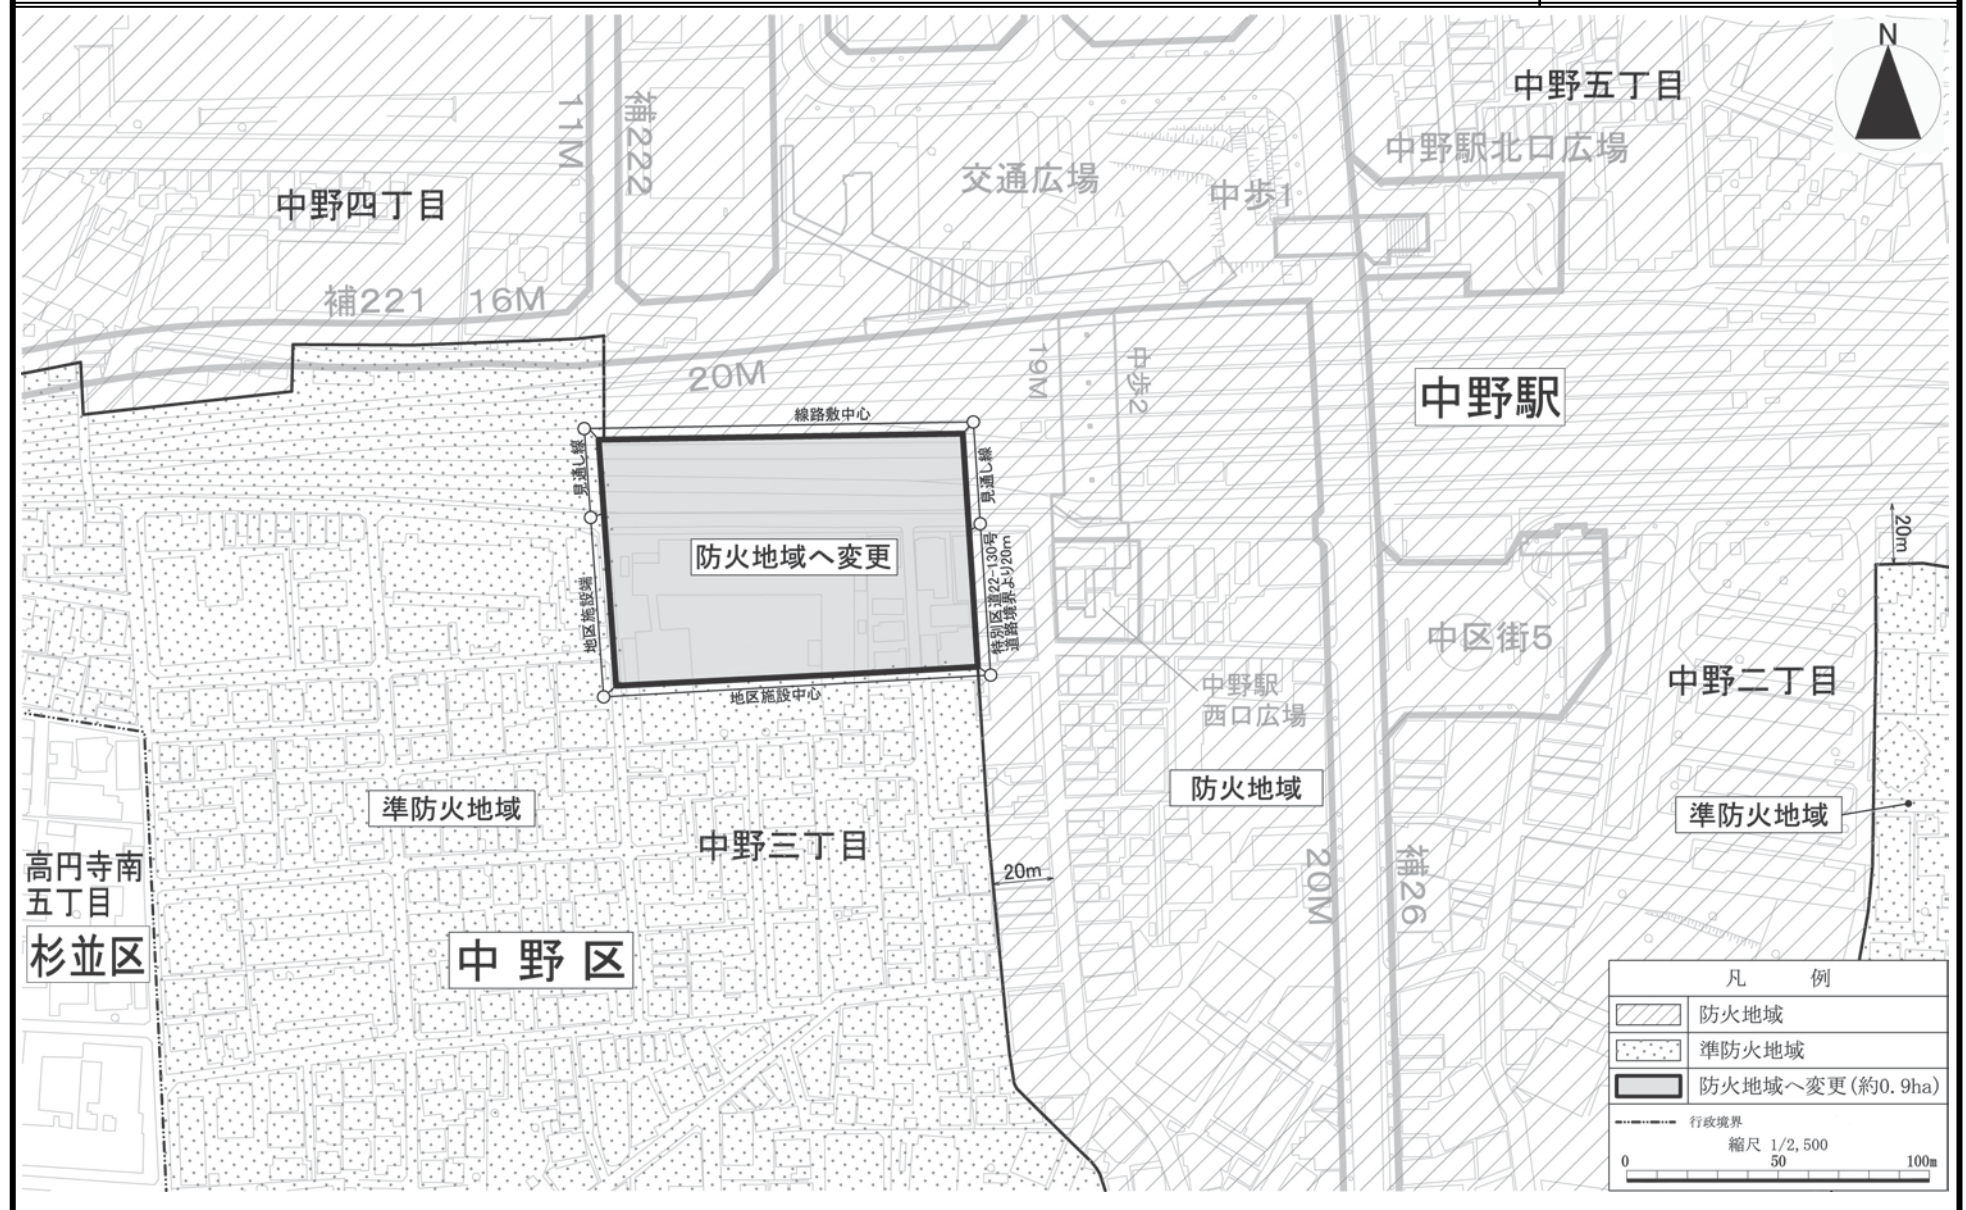 N
中野五丁目
11M
補222
中野駅北口広場
交通広場
中歩1
中野四丁目
補221 16M
20M
19M
中歩2
中野駅
線路敷中心
見通し線
見通し線
防火地域へ変更
地区施設端
特別区道22-130号
道路境界より20m
地区施設中心
20m
中区街5
中野二丁目
中野駅
西口広場
防火地域
準防火地域
準防火地域
中野三丁目
高円寺南
五丁目
杉並区
中野区
20m
20M
補26
凡例
防火地域
準防火地域
防火地域へ変更(約0.9ha)
行政境界
縮尺 1/2,500
0 50 100m